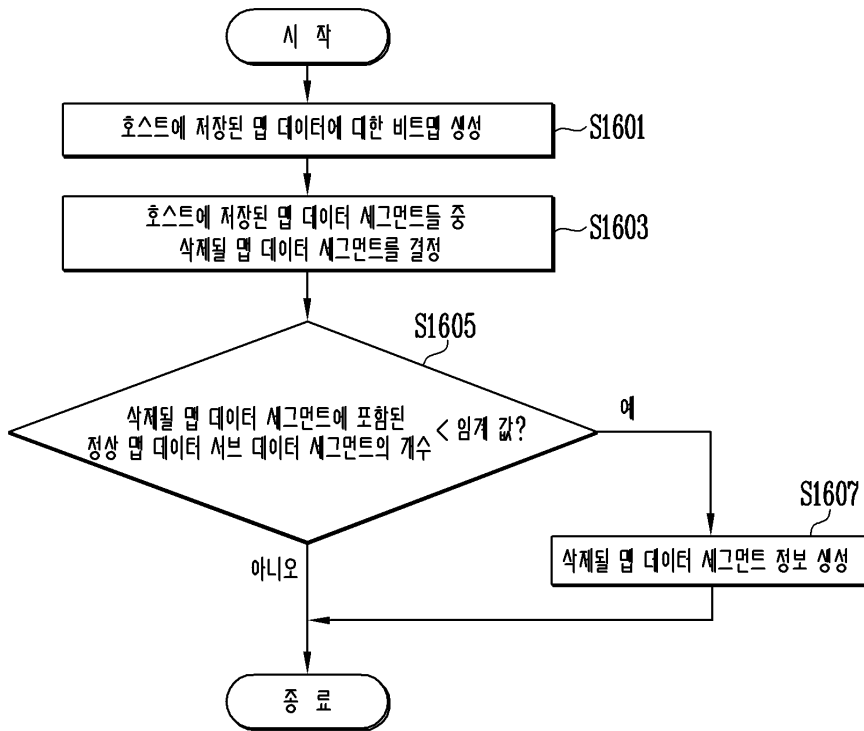 시 작
호스트에 저장된 맵 데이터에 대한 비트맵 생성
S1601
호스트에 저장된 맵 데이터 세그먼트들 중
삭제될 맵 데이터 세그먼트를 결정
S1603
S1605
삭제될 맵 데이터 세그먼트에 포함된
정상 맵 데이터 서브 데이터 세그먼트의 개수
< 임계 값?
예
S1607
삭제될 맵 데이터 세그먼트 정보 생성
아니오
종 료